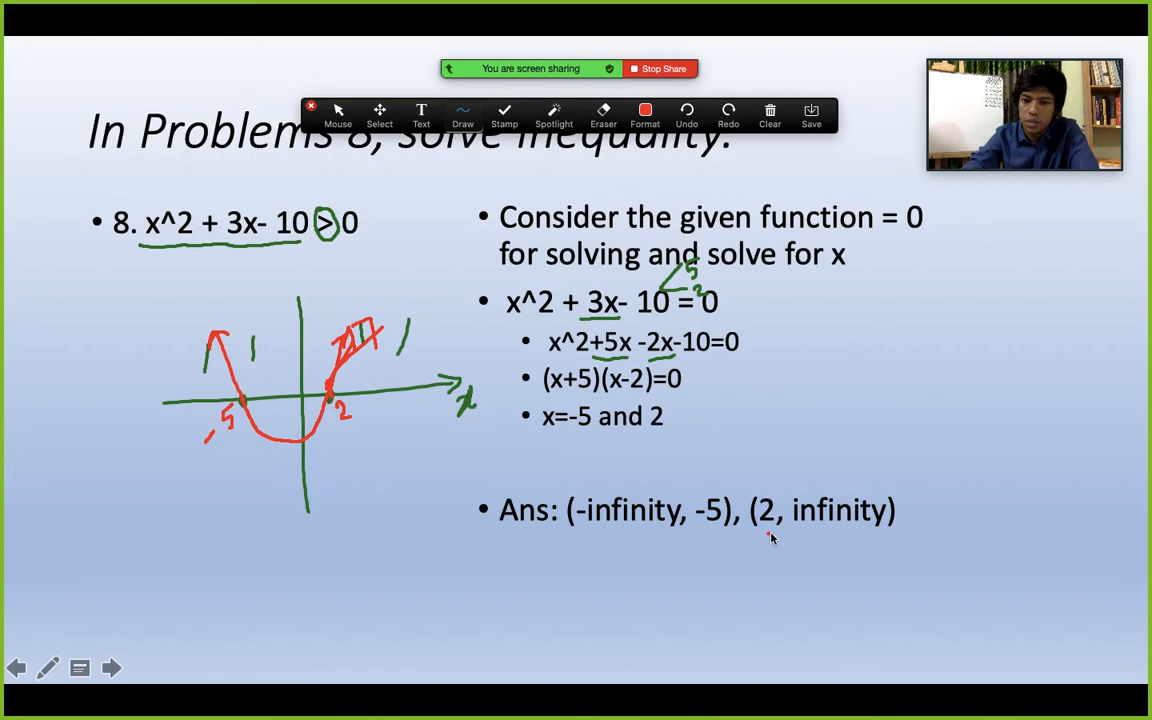 You are screen sharing
Stop Share
Mouse Select Text Draw Stamp Spotlight Eraser Format Undo Redo Clear Save
In Problems 8, solve inequality.
• 8. x^2 + 3x- 10 > 0
• Consider the given function = 0
for solving and solve for x
5
2
• x^2 + 3x- 10 = 0
• x^2+5x -2x-10=0
• (x+5)(x-2)=0
x
5
2
• x=-5 and 2
• Ans: (-infinity, -5), (2, infinity)